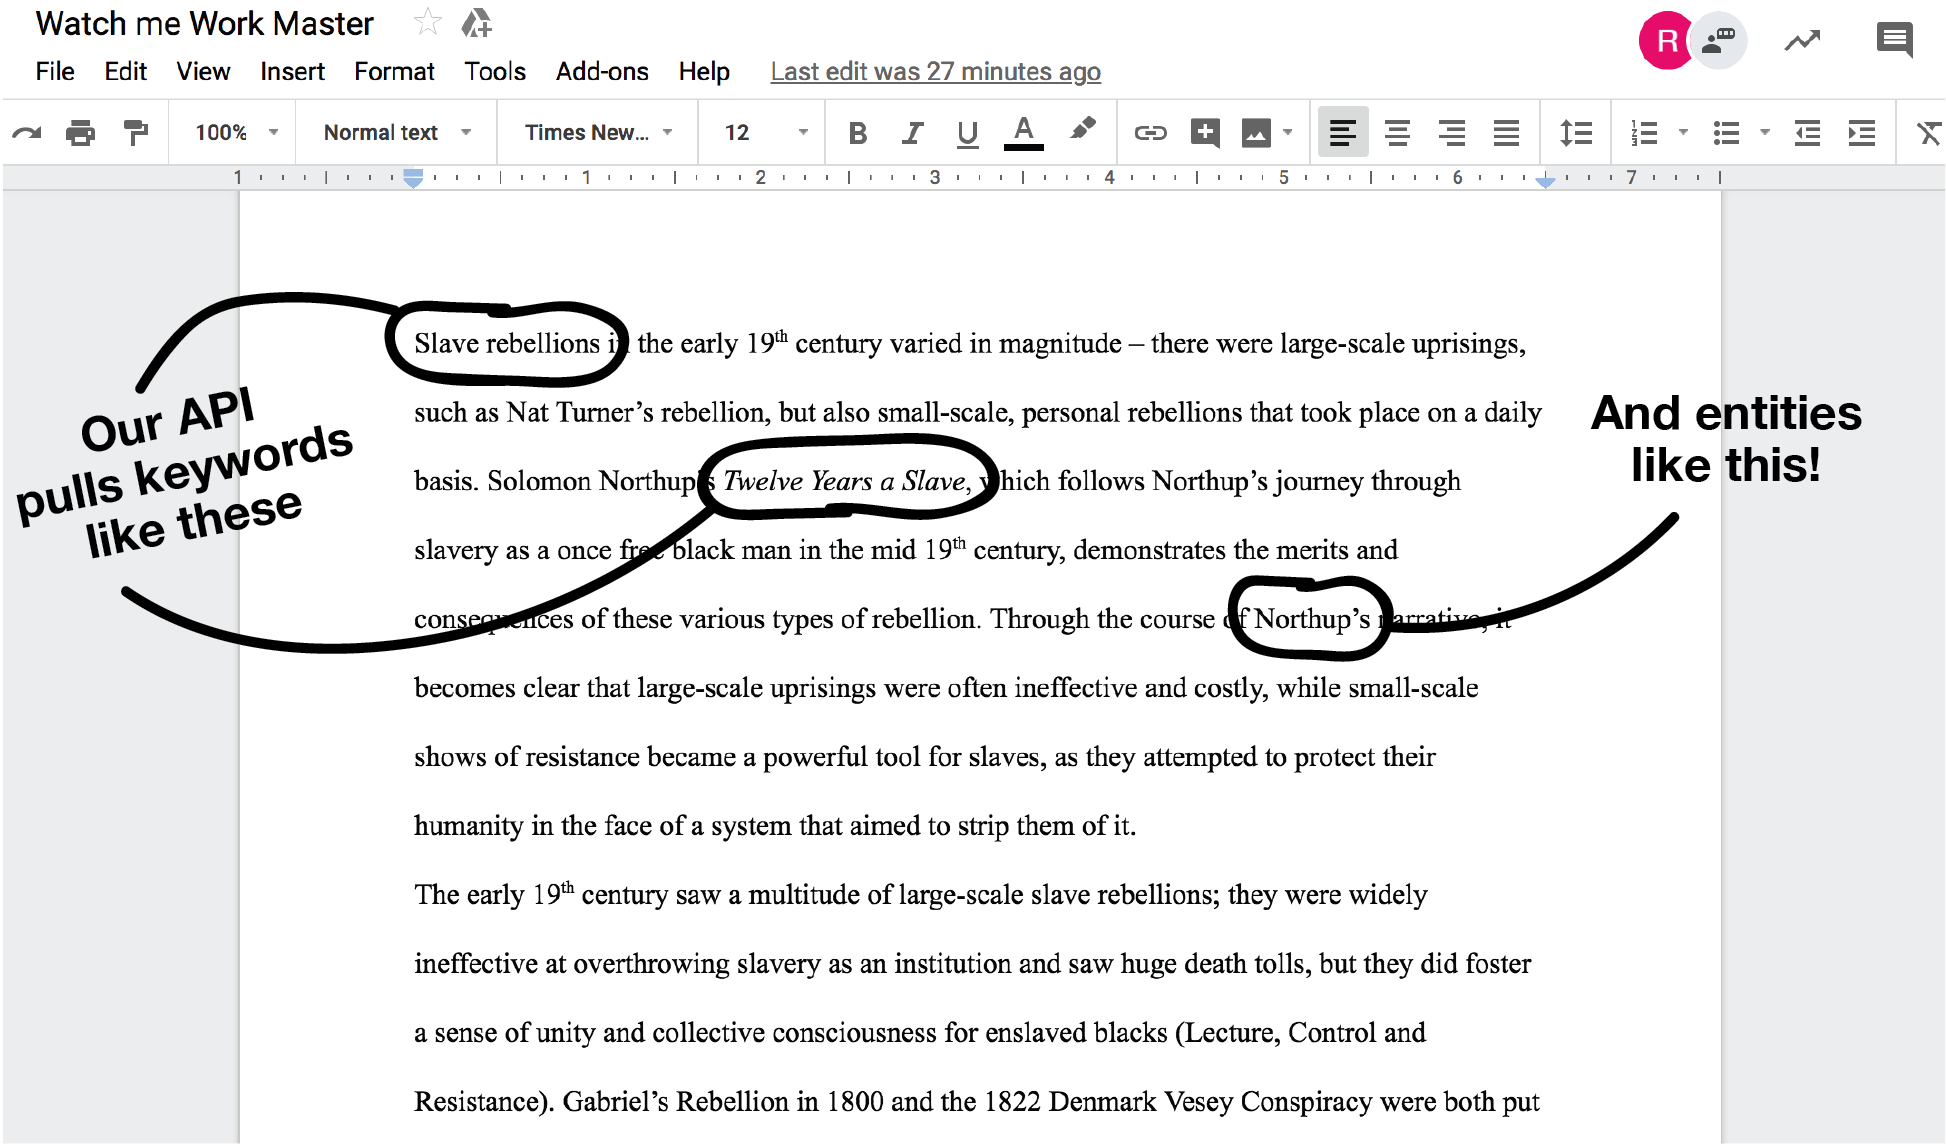 Watch me Work Master
File Edit View Insert Format Tools Add-ons Help Last edit was 27 minutes ago
R
100% Normal text Times New... 12 B I U A
1 1 2 3 4 5 6 7
Slave rebellions in the early 19th century varied in magnitude – there were large-scale uprisings,
such as Nat Turner’s rebellion, but also small-scale, personal rebellions that took place on a daily
basis. Solomon Northup’s Twelve Years a Slave, which follows Northup’s journey through
slavery as a once free black man in the mid 19th century, demonstrates the merits and
consequences of these various types of rebellion. Through the course of Northup’s narrative, it
becomes clear that large-scale uprisings were often ineffective and costly, while small-scale
shows of resistance became a powerful tool for slaves, as they attempted to protect their
humanity in the face of a system that aimed to strip them of it.
The early 19th century saw a multitude of large-scale slave rebellions; they were widely
ineffective at overthrowing slavery as an institution and saw huge death tolls, but they did foster
a sense of unity and collective consciousness for enslaved blacks (Lecture, Control and
Resistance). Gabriel’s Rebellion in 1800 and the 1822 Denmark Vesey Conspiracy were both put
Our API
pulls keywords
like these
And entities
like this!